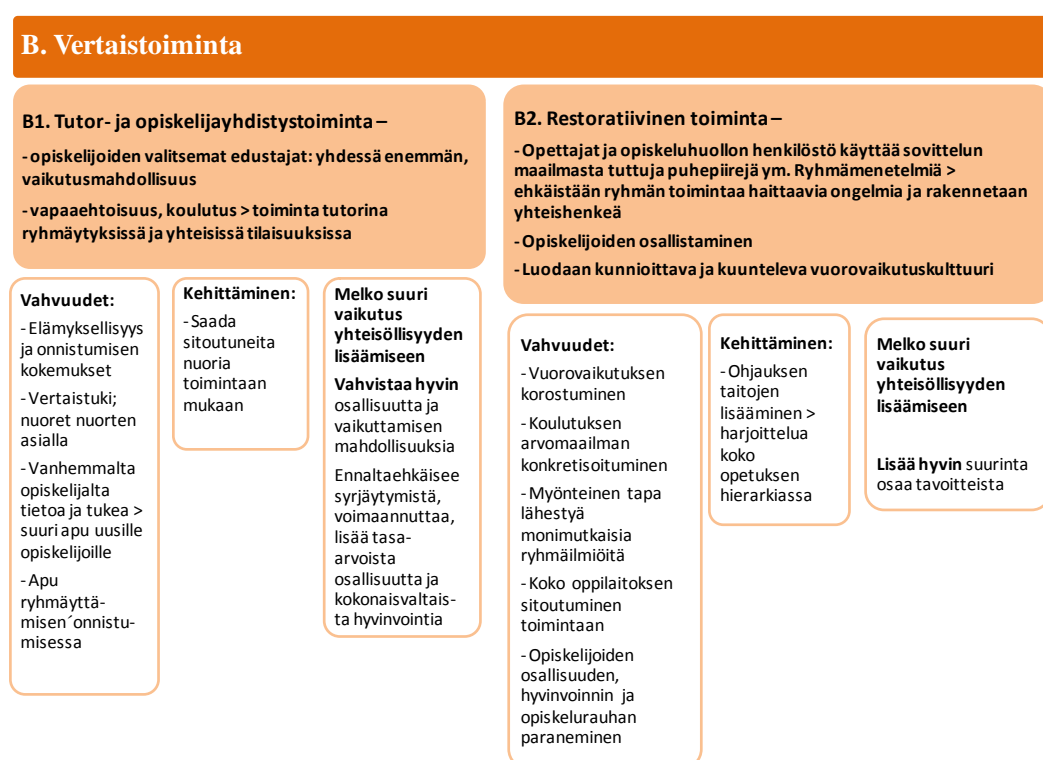 B. Vertaistoiminta
B1. Tutor- ja opiskelijayhdistystoiminta –
- opiskelijoiden valitsemat edustajat: yhdessä enemmän,
vaikutusmahdollisuus
- vapaaehtoisuus, koulutus > toiminta tutorina
ryhmäytyksissä ja yhteisissä tilaisuuksissa
Vahvuudet:
- Elämyksellisyys
ja onnistumisen
kokemukset
- Vertaistuki;
nuoret nuorten
asialla
- Vanhemmalta
opiskelijalta
tietoa ja tukea >
suuri apu uusille
opiskelijoille
- Apu
ryhmäyttä-
misen´onnistu-
misessa
Kehittäminen:
- Saada
sitoutuneita
nuoria
toimintaan
mukaan
Melko suuri
vaikutus
yhteisöllisyyden
lisäämiseen
Vahvistaa hyvin
osallisuutta ja
vaikuttamisen
mahdollisuuksia
Ennaltaehkäisee
syrjäytymistä,
voimaannuttaa,
lisää tasa-
arvoista
osallisuutta ja
kokonaisvaltais-
ta hyvinvointia
B2. Restoratiivinen toiminta –
- Opettajat ja opiskeluhuollon henkilöstö käyttää sovittelun
maailmasta tuttuja puhepiirejä ym. Ryhmämenetelmiä >
ehkäistään ryhmän toimintaa haittaavia ongelmia ja rakennetaan
yhteishenkeä
- Opiskelijoiden osallistaminen
- Luodaan kunnioittava ja kuunteleva vuorovaikutuskulttuuri
Vahvuudet:
- Vuorovaikutuksen
korostuminen
- Koulutuksen
arvomaailman
konkretisoituminen
- Myönteinen tapa
lähestyä
monimutkaisia
ryhmäilmiöitä
- Koko oppilaitoksen
sitoutuminen
toimintaan
- Opiskelijoiden
osallisuuden,
hyvinvoinnin ja
opiskelurauhan
paraneminen
Kehittäminen:
- Ohjauksen
taitojen
lisääminen >
harjoittelua
koko
opetuksen
hierarkiassa
Melko suuri
vaikutus
yhteisöllisyyden
lisäämiseen
Lisää hyvin suurinta
osaa tavoitteista